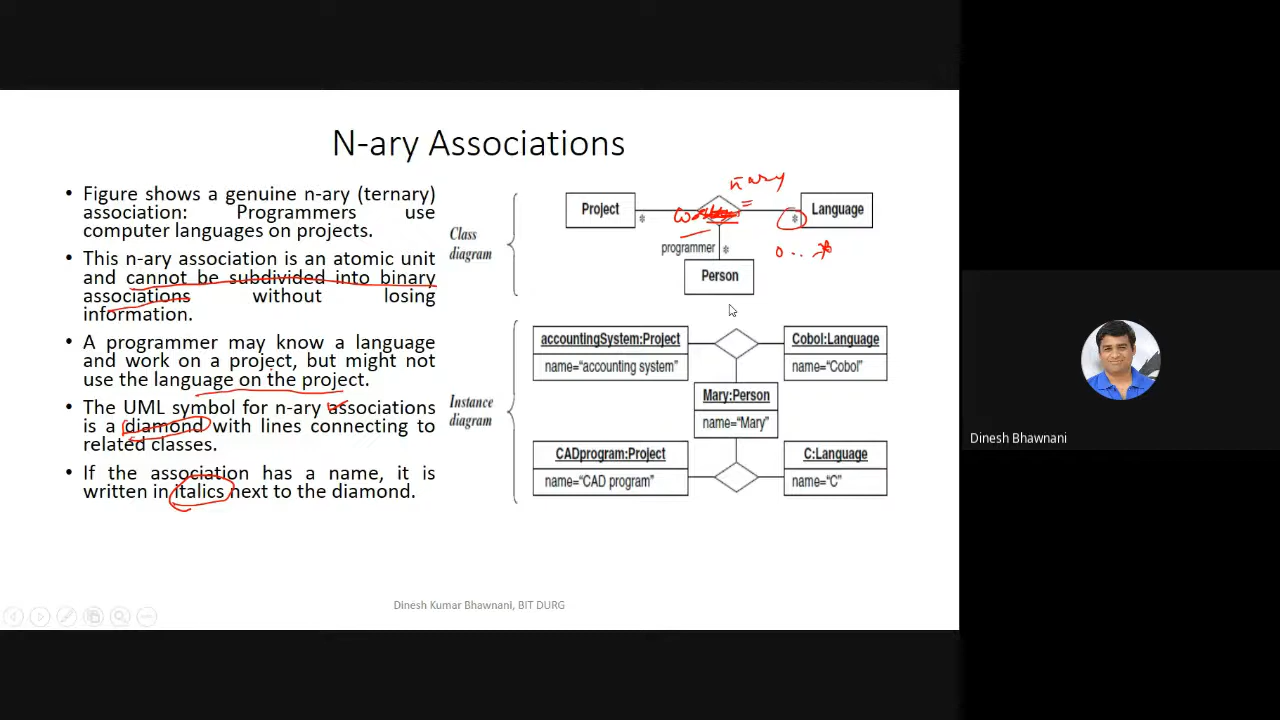 N-ary Associations
• Figure shows a genuine n-ary (ternary)
association: Programmers use
computer languages on projects.
• This n-ary association is an atomic unit
and cannot be subdivided into binary
associations without losing
information.
• A programmer may know a language
and work on a project, but might not
use the language on the project.
• The UML symbol for n-ary associations
is a diamond with lines connecting to
related classes.
• If the association has a name, it is
written in italics next to the diamond.
Class
diagram
n-ary
Project
*
*
Language
0..*
programmer
*
Person
Instance
diagram
accountingSystem:Project
name="accounting system"
Cobol:Language
name="Cobol"
Mary:Person
name="Mary"
CADprogram:Project
name="CAD program"
C:Language
name="C"
Dinesh Kumar Bhawnani, BIT DURG
Dinesh Bhawnani